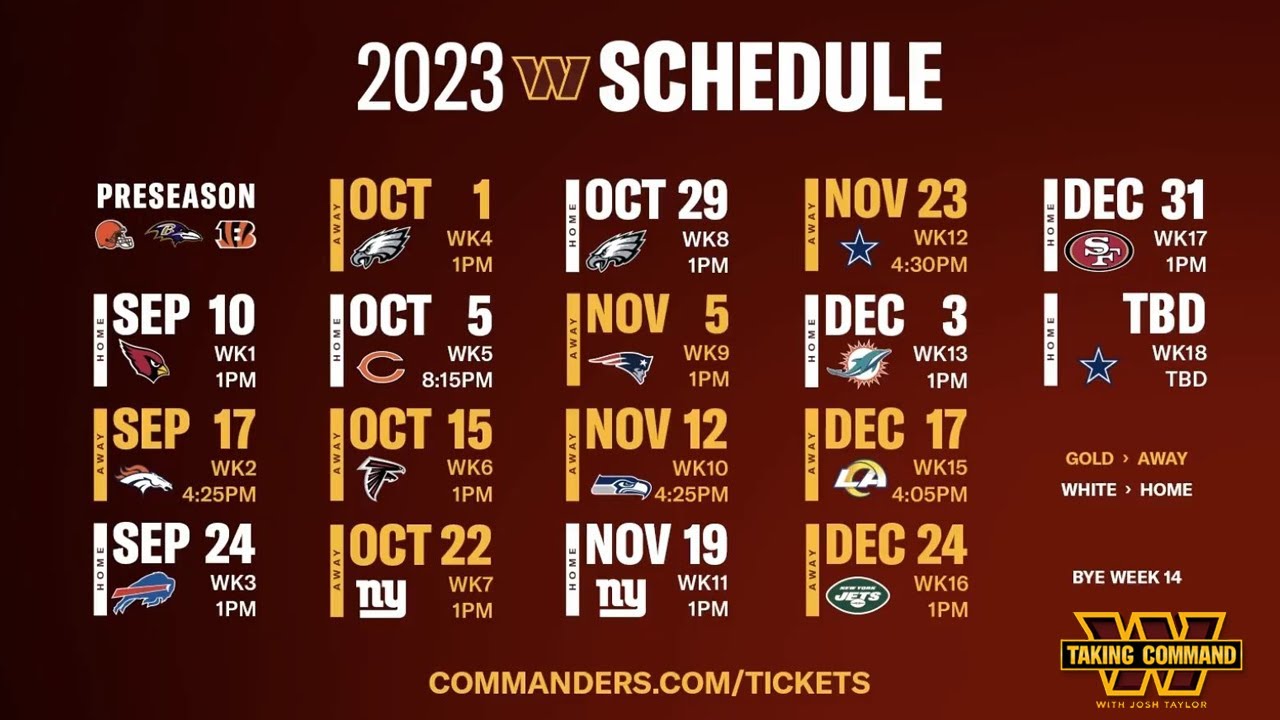 2023 W SCHEDULE
PRESEASON
HOME
SEP 10
WK1
1PM
AWAY
SEP 17
WK2
4:25PM
HOME
SEP 24
WK3
1PM
AWAY
OCT 1
WK4
1PM
HOME
OCT 5
WK5
8:15PM
AWAY
OCT 15
WK6
1PM
AWAY
OCT 22
ny
WK7
1PM
HOME
OCT 29
WK8
1PM
AWAY
NOV 5
WK9
1PM
AWAY
NOV 12
WK10
4:25PM
HOME
NOV 19
ny
WK11
1PM
AWAY
NOV 23
WK12
4:30PM
HOME
DEC 3
WK13
1PM
AWAY
DEC 17
LA
WK15
4:05PM
AWAY
DEC 24
NEW YORK
JETS
WK16
1PM
HOME
DEC 31
SF
WK17
1PM
HOME
TBD
WK18
TBD
GOLD › AWAY
WHITE › HOME
BYE WEEK 14
W
TAKING COMMAND
WITH JOSH TAYLOR
COMMANDERS.COM/TICKETS